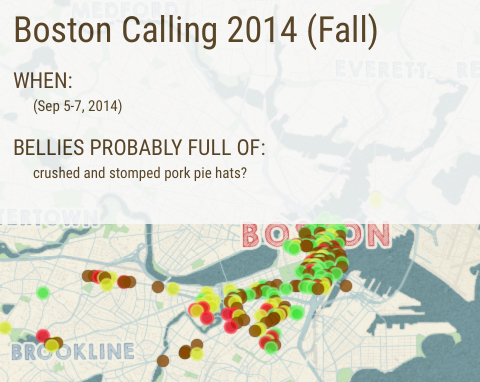 MEDFORD
Boston Calling 2014 (Fall)
EVERETT
WHEN:
(Sep 5-7, 2014)
BELLIES PROBABLY FULL OF:
crushed and stomped pork pie hats?
BOSTON
BROOKLINE